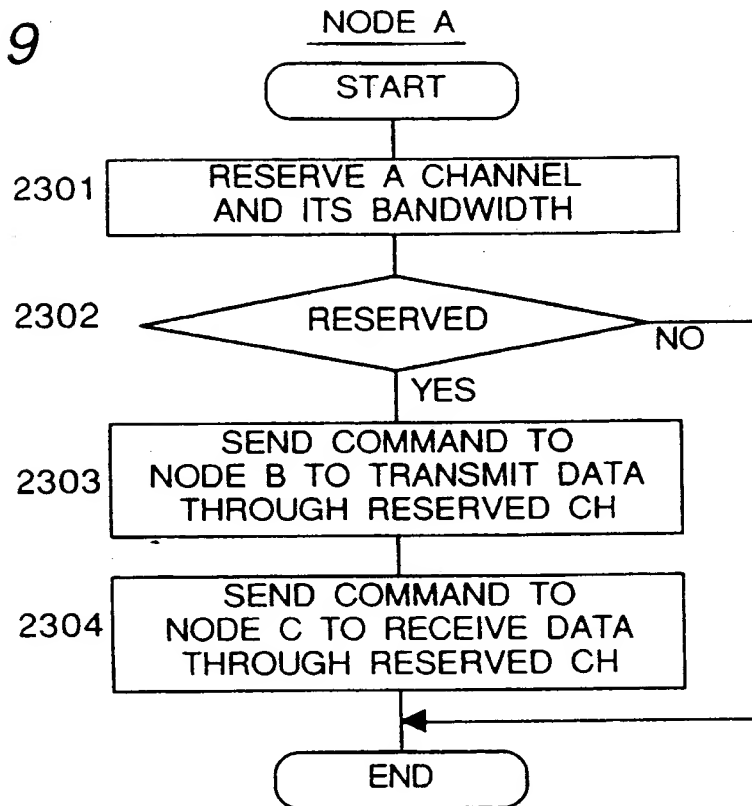 9
NODE A
START
2301
RESERVE A CHANNEL
AND ITS BANDWIDTH
2302
RESERVED
NO
YES
2303
SEND COMMAND TO
NODE B TO TRANSMIT DATA
THROUGH RESERVED CH
2304
SEND COMMAND TO
NODE C TO RECEIVE DATA
THROUGH RESERVED CH
END